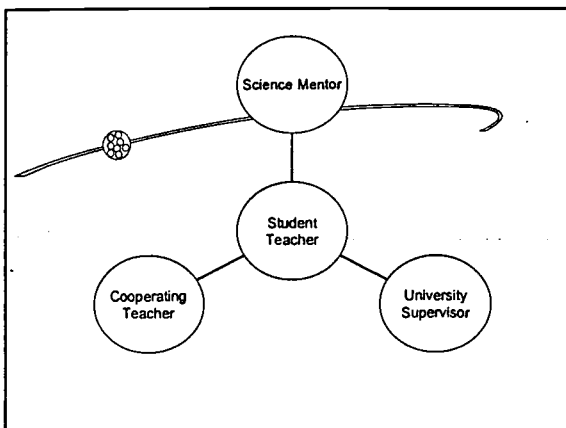 Science Mentor
Student
Teacher
Cooperating
Teacher
University
Supervisor